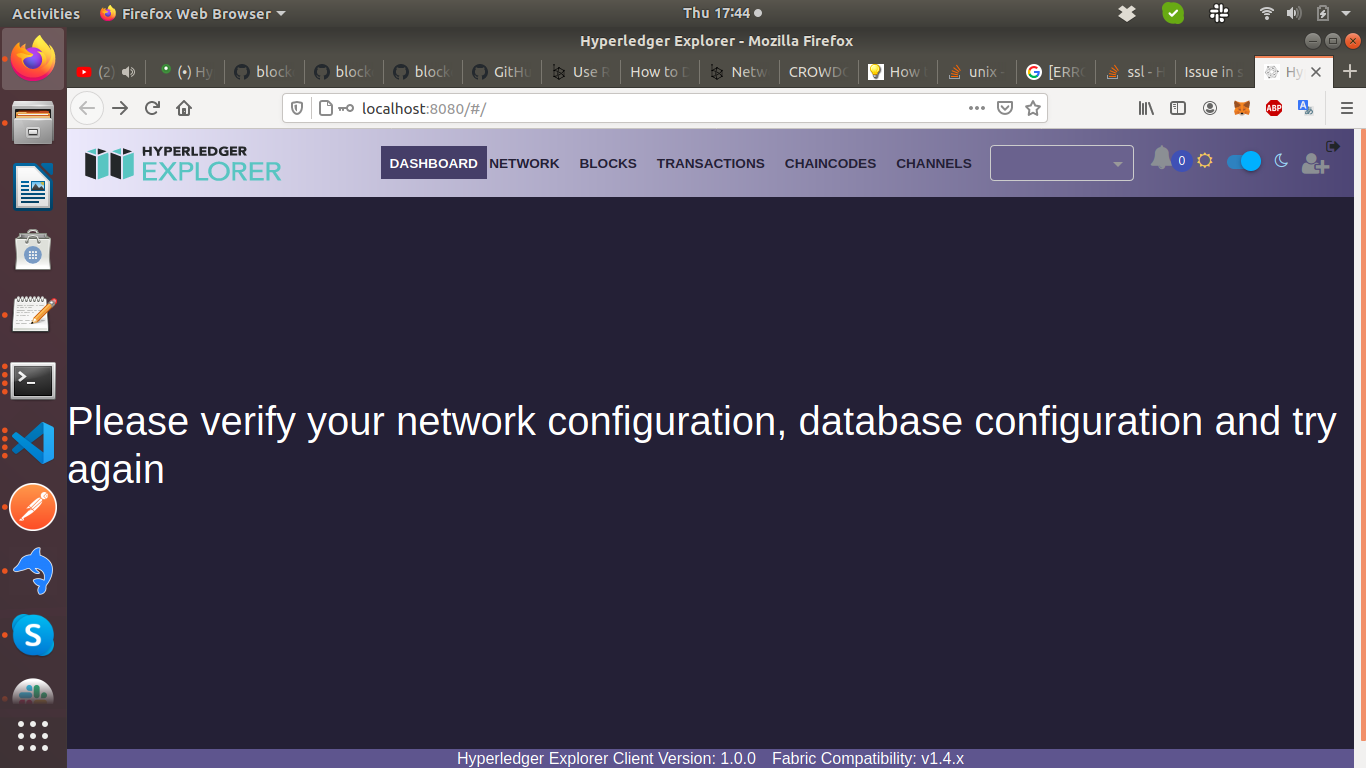 Activities Firefox Web Browser Thu 17:44
Hyperledger Explorer - Mozilla Firefox
(2) (•) Hy block block block GitHu Use R How to D Netw CROWD How unix - [ERRO ssl - H Issue in s Hy
localhost:8080/#/ ABP
HYPERLEDGER
EXPLORER
DASHBOARD NETWORK BLOCKS TRANSACTIONS CHAINCODES CHANNELS 0
Please verify your network configuration, database configuration and try
again
Hyperledger Explorer Client Version: 1.0.0 Fabric Compatibility: v1.4.x